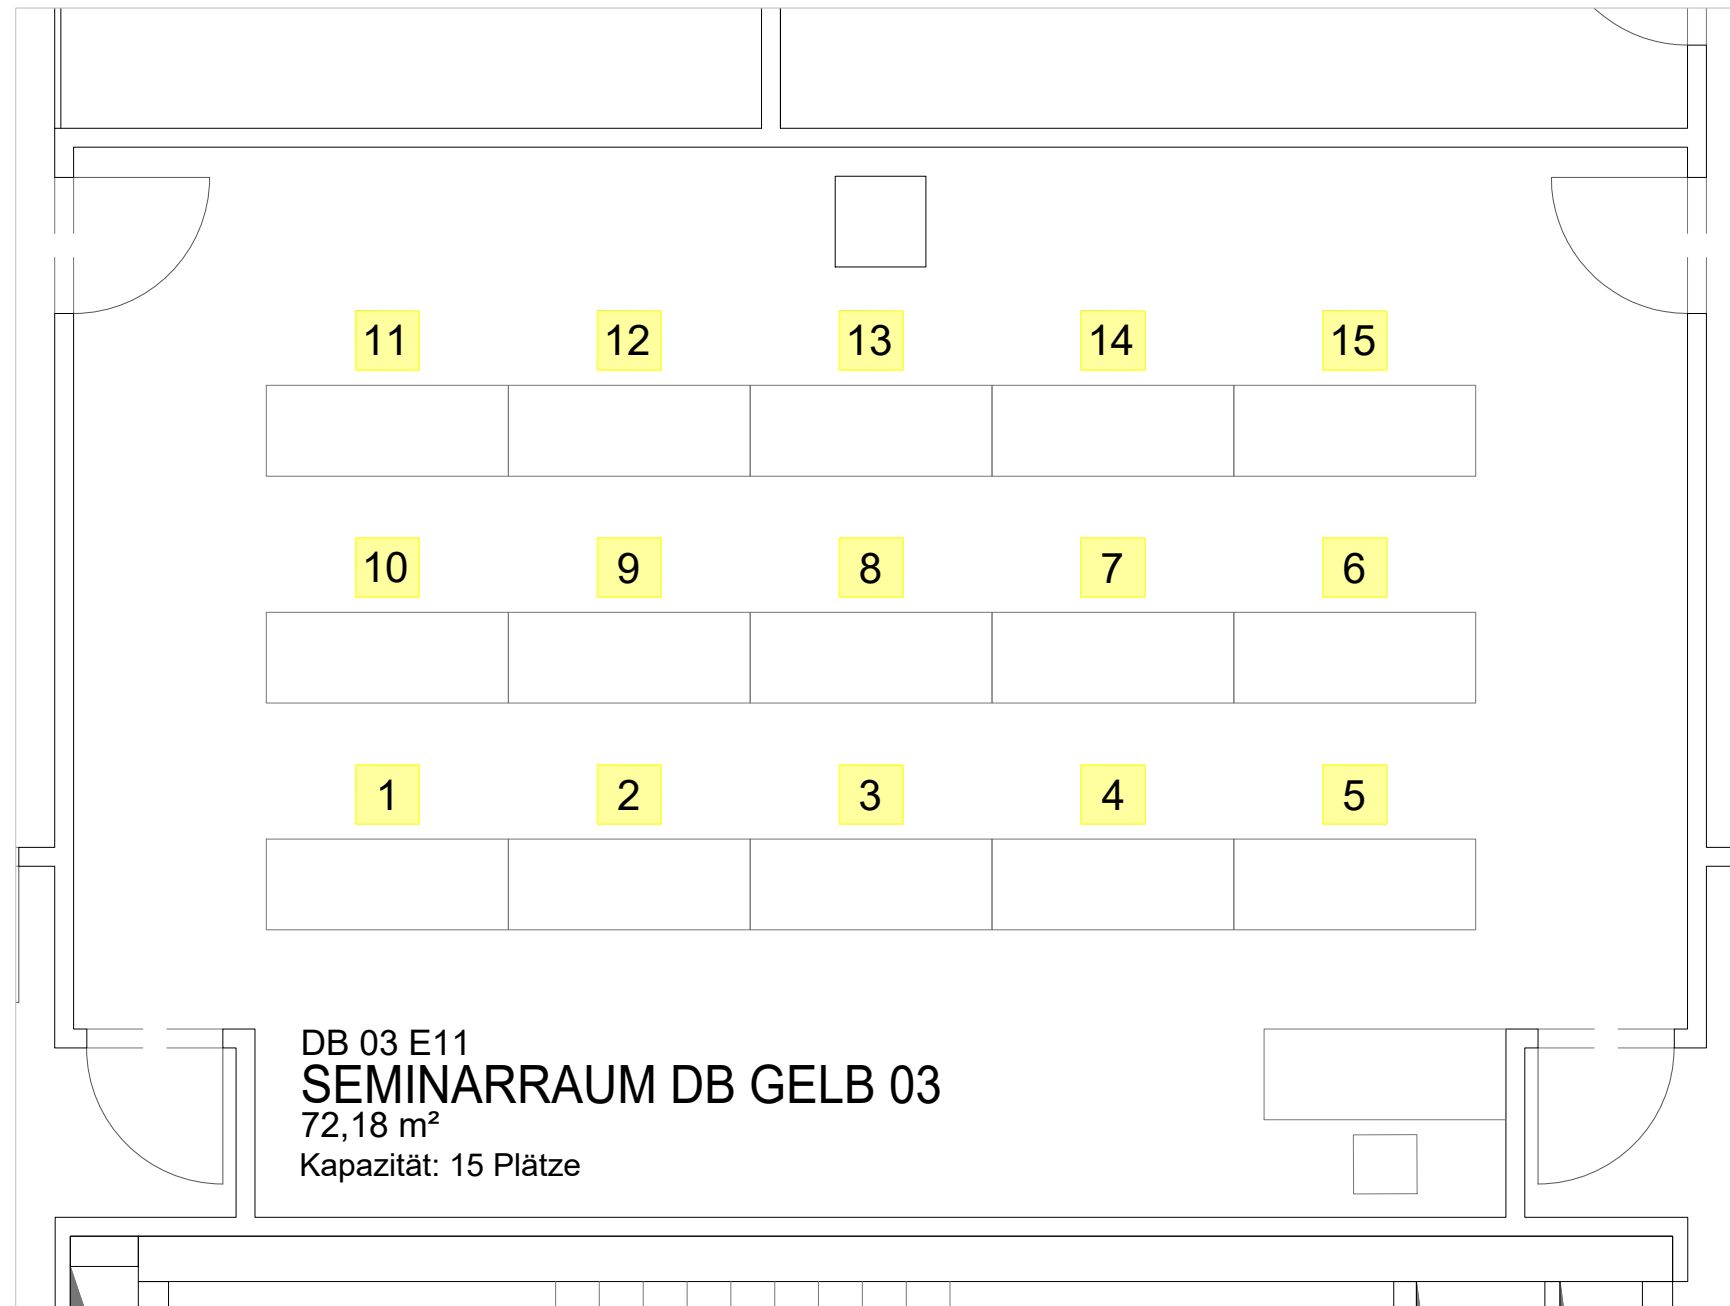 11 12 13 14 15
10 9 8 7 6
1 2 3 4 5
DB 03 E11
SEMINARRAUM DB GELB 03
72,18 m²
Kapazität: 15 Plätze